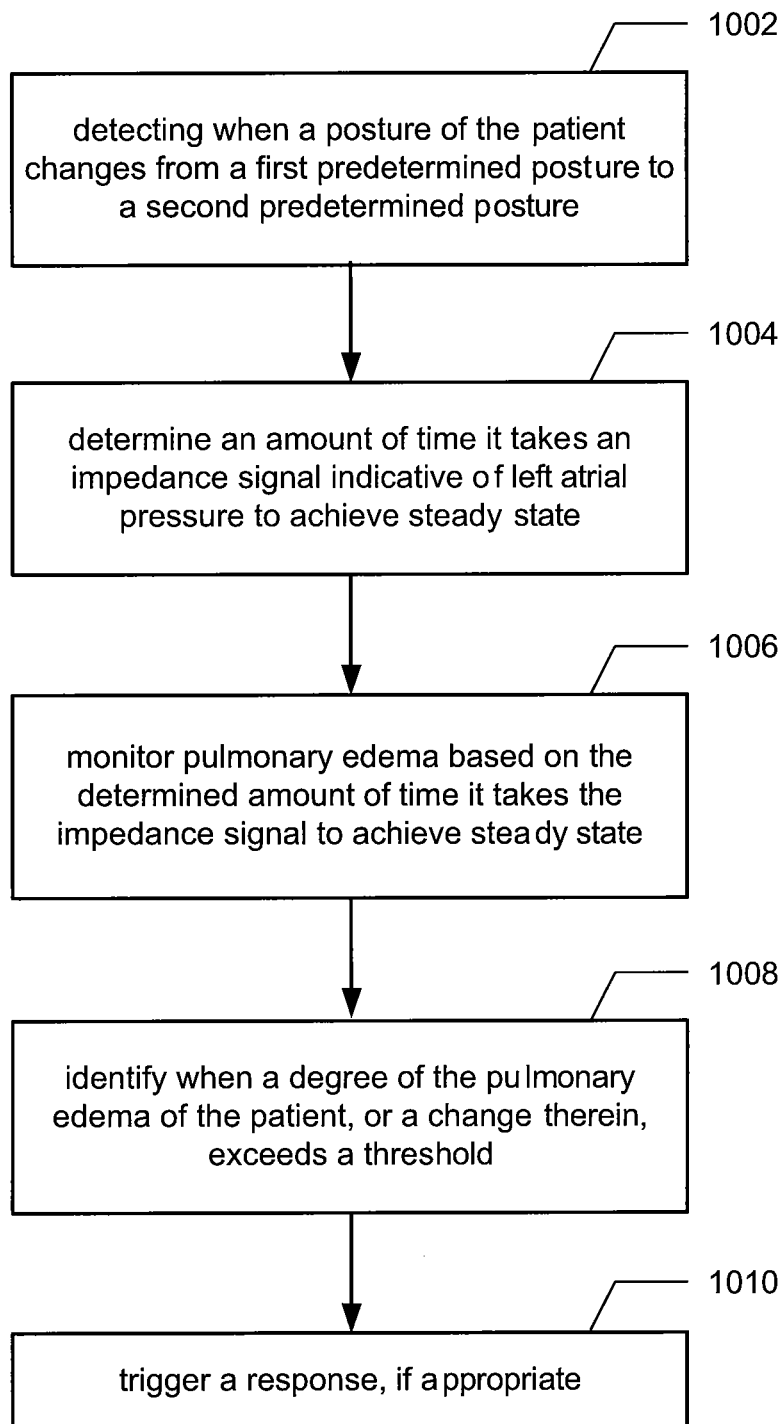 1002
detecting when a posture of the patient
changes from a first predetermined posture to
a second predetermined posture
1004
determine an amount of time it takes an
impedance signal indicative of left atrial
pressure to achieve steady state
1006
monitor pulmonary edema based on the
determined amount of time it takes the
impedance signal to achieve steady state
1008
identify when a degree of the pulmonary
edema of the patient, or a change therein,
exceeds a threshold
1010
trigger a response, if appropriate